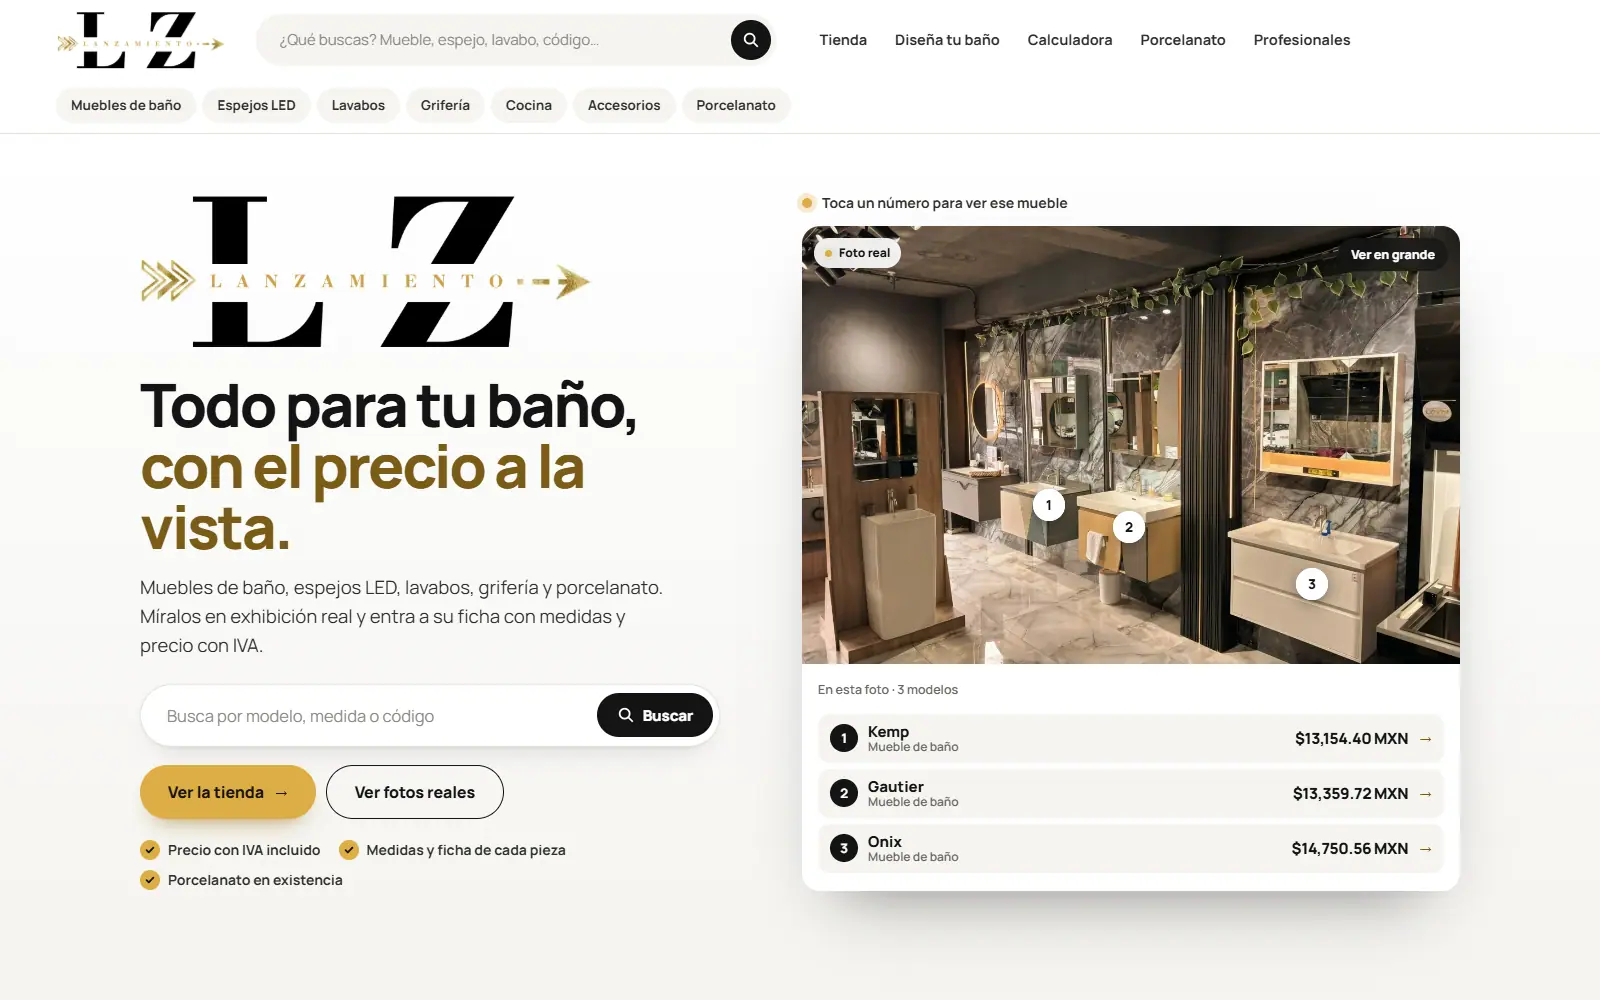 LZ
LANZAMIENTO
¿Qué buscas? Mueble, espejo, lavabo, código...
Tienda
Diseña tu baño
Calculadora
Porcelanato
Profesionales
Muebles de baño
Espejos LED
Lavabos
Grifería
Cocina
Accesorios
Porcelanato
LZ
LANZAMIENTO
Todo para tu baño,
con el precio a la
vista.
Muebles de baño, espejos LED, lavabos, grifería y porcelanato.
Míralos en exhibición real y entra a su ficha con medidas y
precio con IVA.
Busca por modelo, medida o código
Buscar
Ver la tienda →
Ver fotos reales
Precio con IVA incluido
Medidas y ficha de cada pieza
Porcelanato en existencia
Toca un número para ver ese mueble
Foto real
Ver en grande
1
2
3
En esta foto · 3 modelos
1 Kemp
Mueble de baño
$13,154.40 MXN →
2 Gautier
Mueble de baño
$13,359.72 MXN →
3 Onix
Mueble de baño
$14,750.56 MXN →